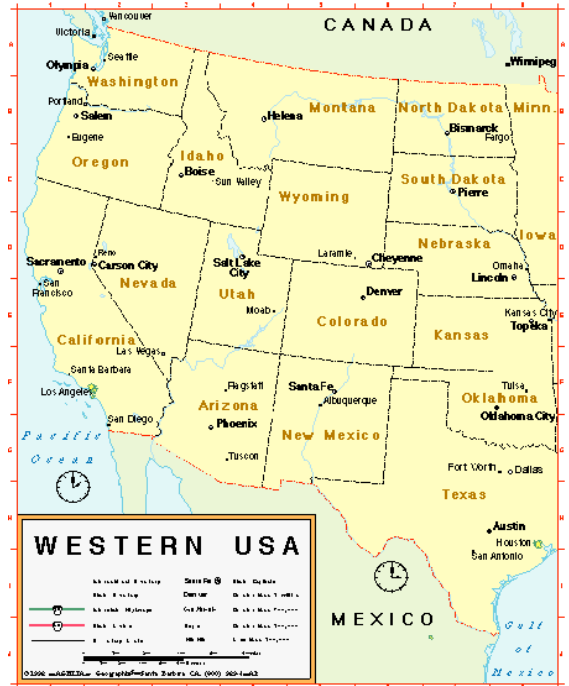 Vancouver
CANADA
Victoria
Seattle
Winnipeg
Olympia
Washington
Portland
Montana
North Dakota
Minn.
Salem
Helena
Bismarck
Fargo
Eugene
Oregon
Idaho
Boise
Sun Valley
South Dakota
Pierre
Wyoming
Iowa
Nebraska
Reno
Sacramento
Carson City
Salt Lake
City
Laramie
Cheyenne
Omaha
Lincoln
San
Francisco
Nevada
Utah
Denver
Moab
Colorado
Kansas City
Topeka
Kansas
California
Las Vegas
Santa Barbara
Los Angeles
Flagstaff
Santa Fe
Albuquerque
Tulsa
Oklahoma
Oklahoma City
Arizona
San Diego
Phoenix
New Mexico
Pacific
Ocean
Tuscon
Fort Worth
Dallas
Texas
Austin
Houston
San Antonio
WESTERN USA
Santa Fe
Denver
MEXICO
Gulf
of
Mexico